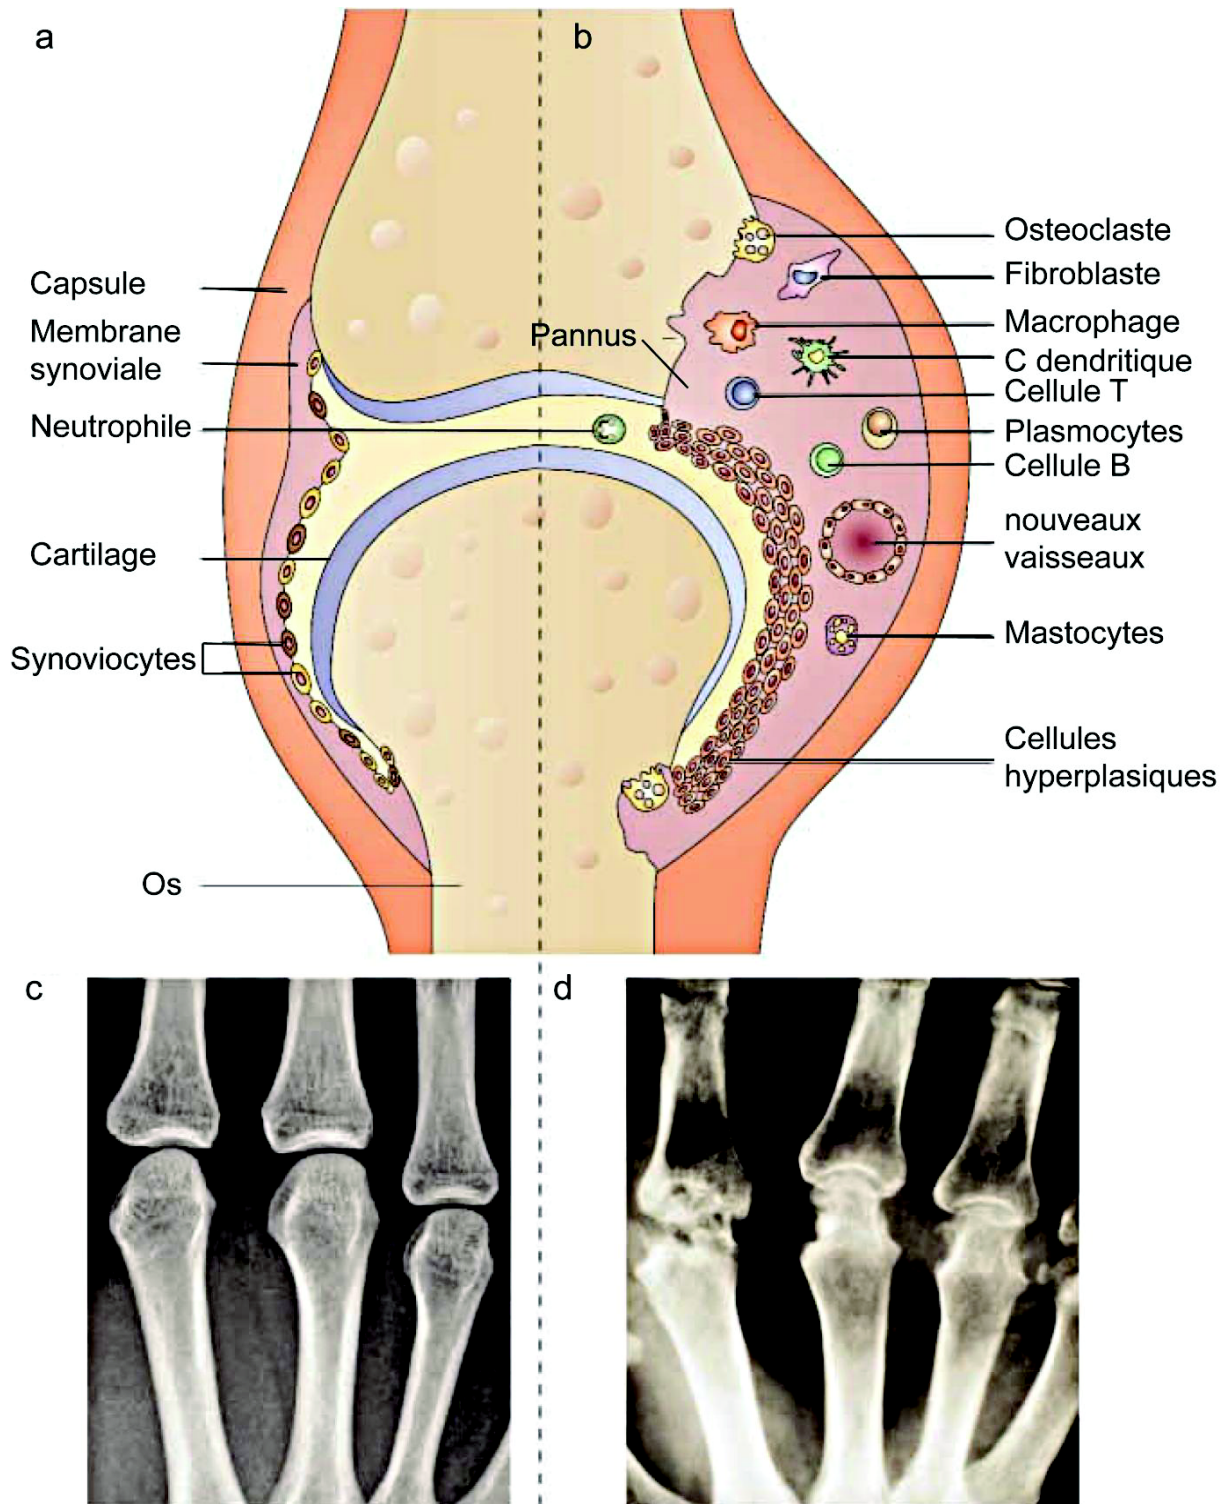 a
b
Capsule
Membrane
synoviale
Neutrophile
Cartilage
Synoviocytes
Os
Pannus
Osteoclaste
Fibroblaste
Macrophage
C dendritique
Cellule T
Plasmocytes
Cellule B
nouveaux
vaisseaux
Mastocytes
Cellules
hyperplasiques
c
d